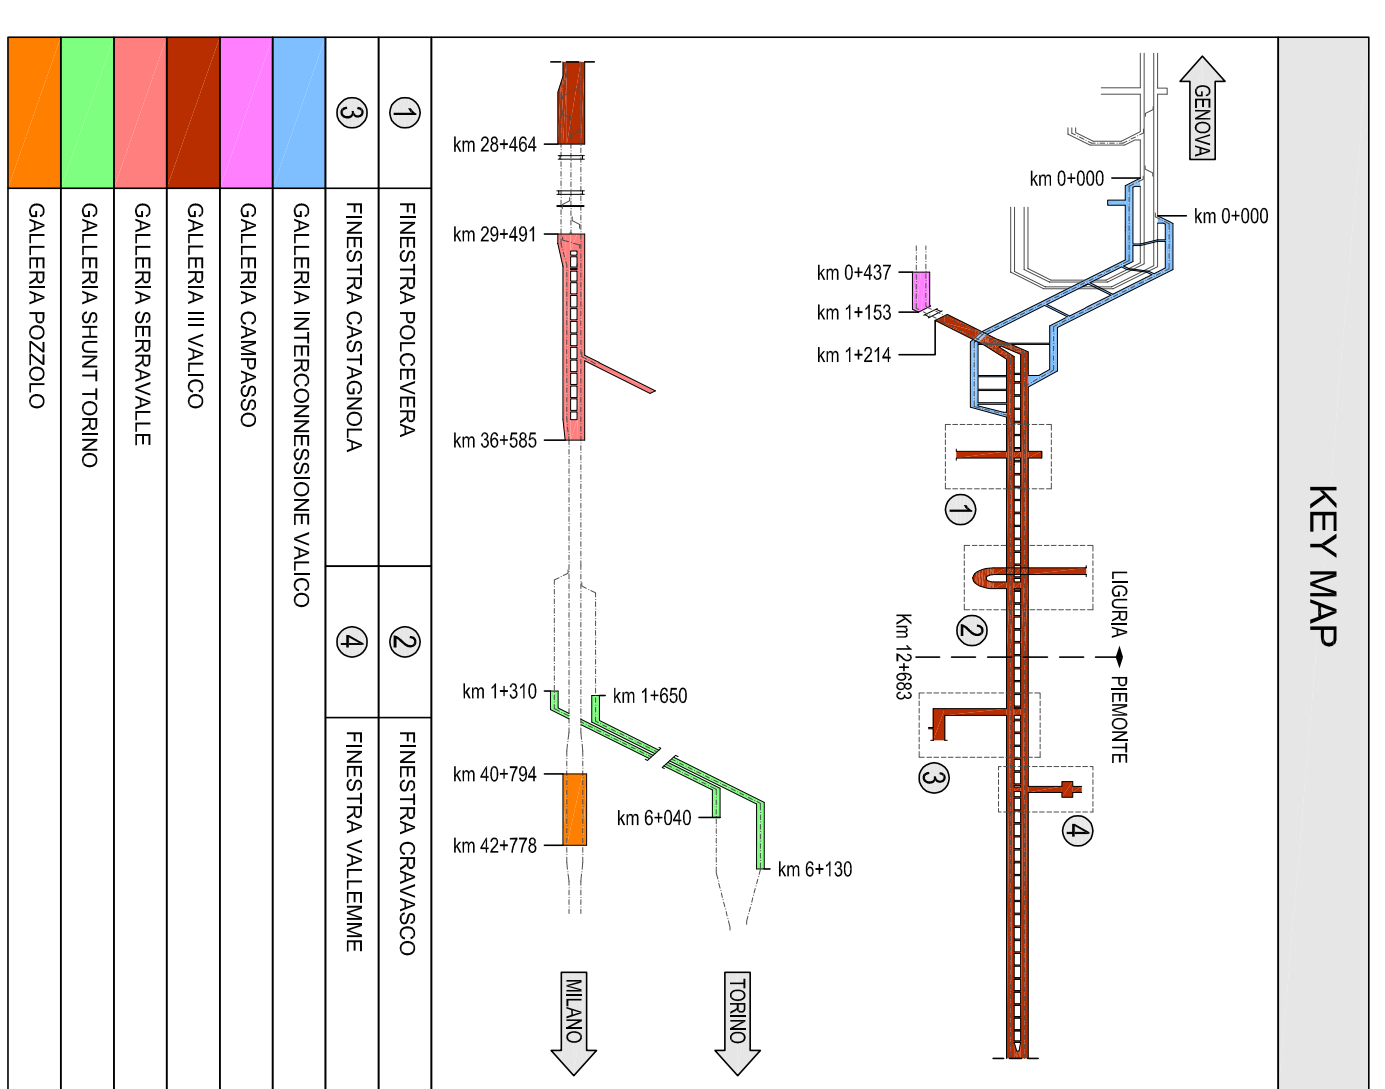 KEY MAP
GENOVA
km 0+000
km 0+000
km 0+437
km 1+153
km 1+214
1
2
LIGURIA
PIEMONTE
Km 12+683
3
4
km 28+464
km 29+491
km 36+585
km 1+310
km 1+650
km 40+794
km 42+778
km 6+040
km 6+130
MILANO
TORINO
1 FINESTRA POLCEVERA
2 FINESTRA CRAVASCO
3 FINESTRA CASTAGNOLA
4 FINESTRA VALLEMME
GALLERIA INTERCONNESSIONE VALICO
GALLERIA CAMPASSO
GALLERIA III VALICO
GALLERIA SERRAVALLE
GALLERIA SHUNT TORINO
GALLERIA POZZOLO